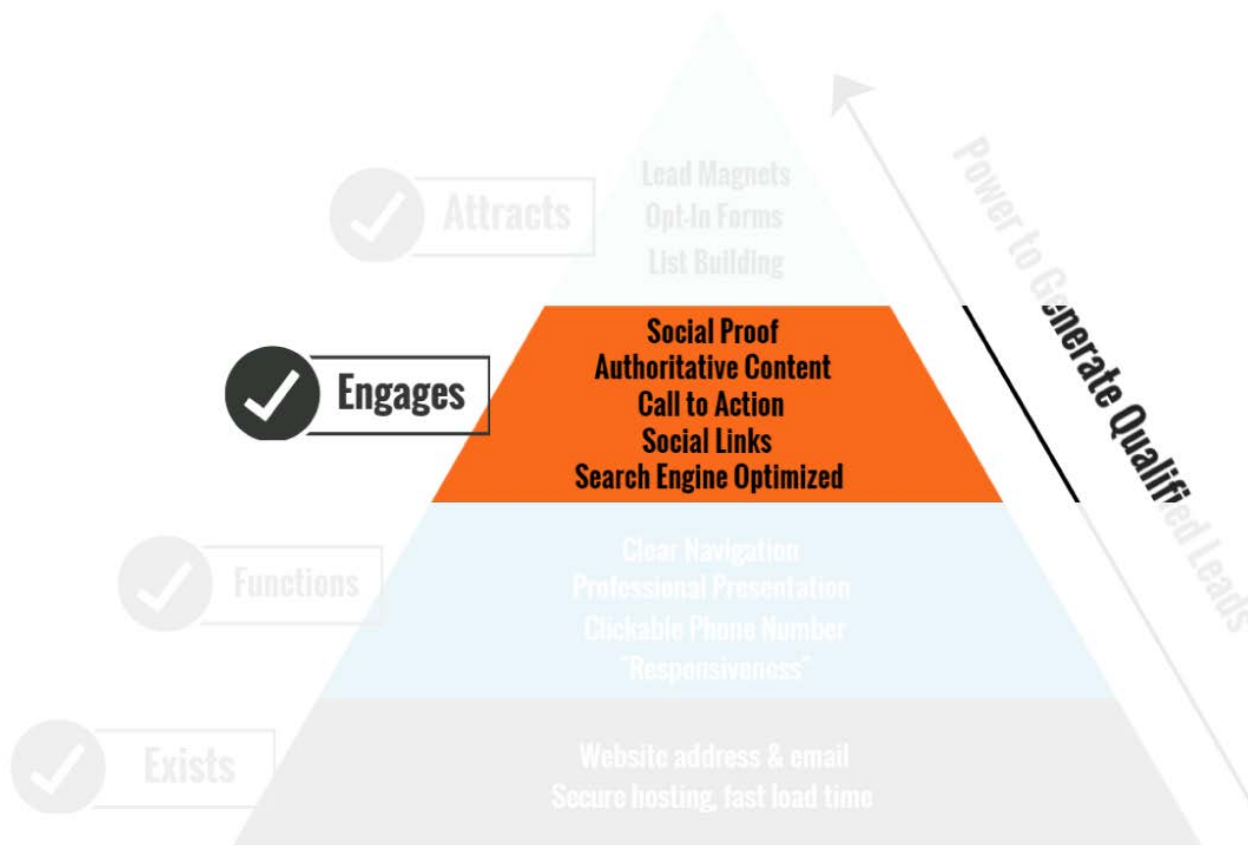 Attracts
Lead Magnets
Opt-In Forms
List Building
Power to Generate Qualified Leads
Engages
Social Proof
Authoritative Content
Call to Action
Social Links
Search Engine Optimized
Functions
Clear Navigation
Professional Presentation
Clickable Phone Number
"Responsiveness"
Exists
Website address & email
Secure hosting, fast load time